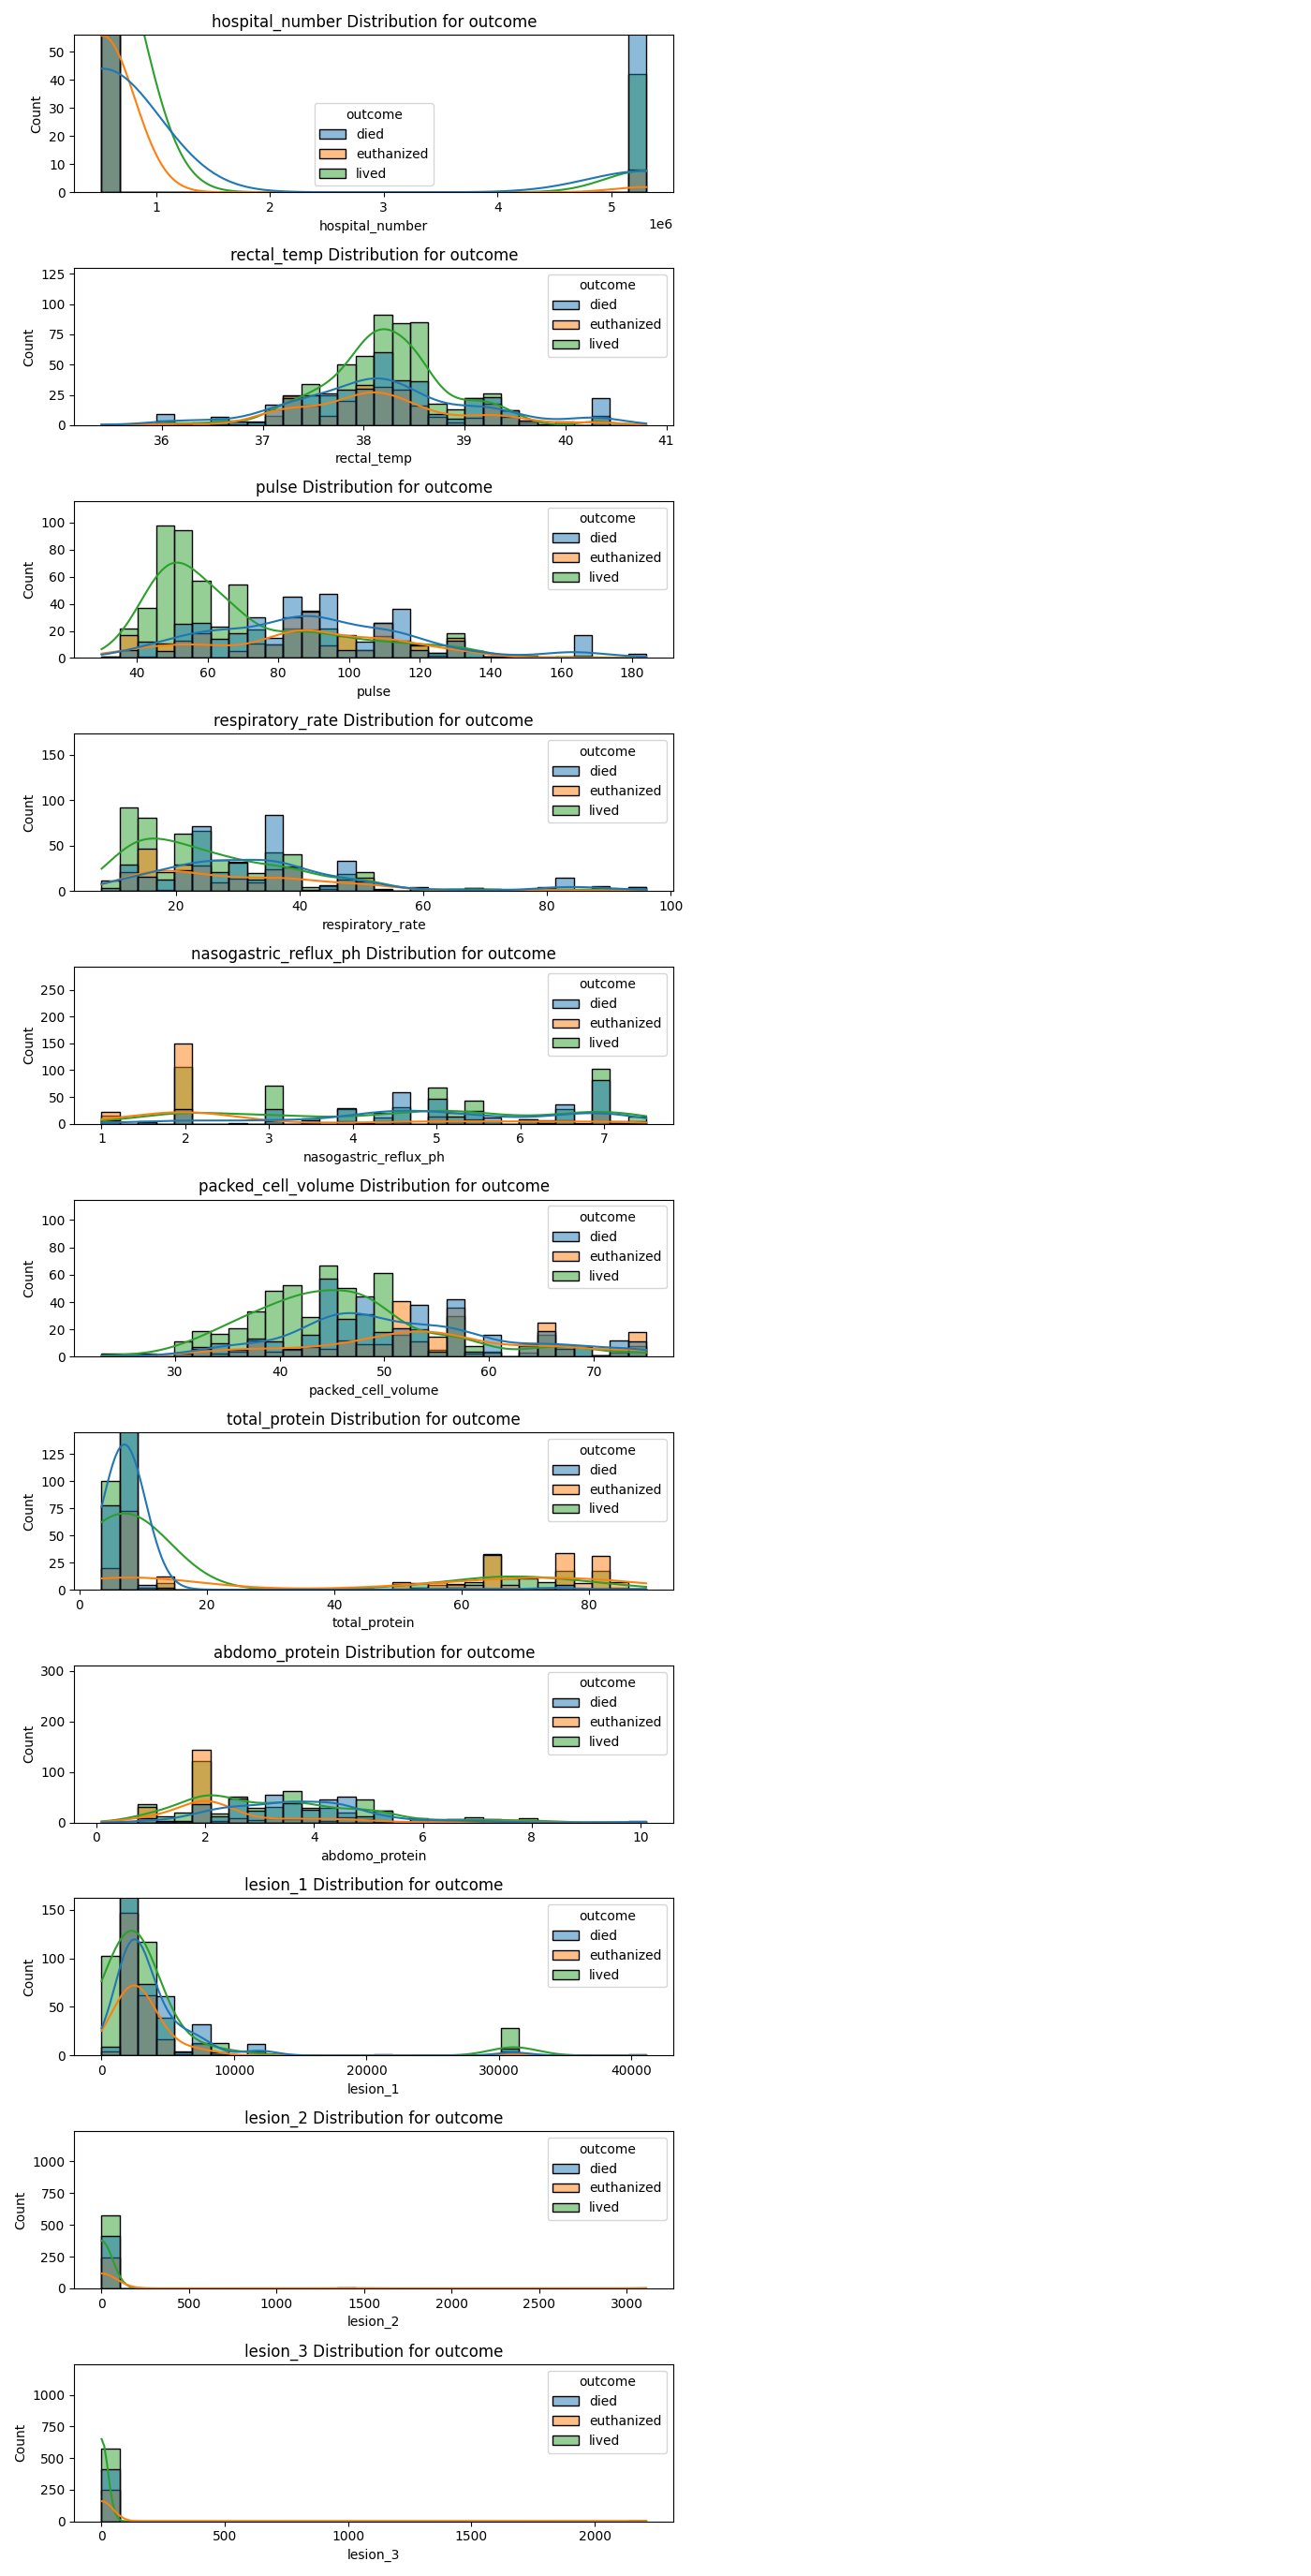 hospital_number Distribution for outcome
50
40
30
20
10
0
Count
outcome
died
euthanized
lived
1 2 3 4 5
1e6
hospital_number
rectal_temp Distribution for outcome
125
100
75
50
25
0
Count
outcome
died
euthanized
lived
36 37 38 39 40 41
rectal_temp
pulse Distribution for outcome
100
80
60
40
20
0
Count
outcome
died
euthanized
lived
40 60 80 100 120 140 160 180
pulse
respiratory_rate Distribution for outcome
150
100
50
0
Count
outcome
died
euthanized
lived
20 40 60 80 100
respiratory_rate
nasogastric_reflux_ph Distribution for outcome
250
200
150
100
50
0
Count
outcome
died
euthanized
lived
1 2 3 4 5 6 7
nasogastric_reflux_ph
packed_cell_volume Distribution for outcome
100
80
60
40
20
0
Count
outcome
died
euthanized
lived
30 40 50 60 70
packed_cell_volume
total_protein Distribution for outcome
125
100
75
50
25
0
Count
outcome
died
euthanized
lived
0 20 40 60 80
total_protein
abdomo_protein Distribution for outcome
300
200
100
0
Count
outcome
died
euthanized
lived
0 2 4 6 8 10
abdomo_protein
lesion_1 Distribution for outcome
150
100
50
0
Count
outcome
died
euthanized
lived
0 10000 20000 30000 40000
lesion_1
lesion_2 Distribution for outcome
1000
750
500
250
0
Count
outcome
died
euthanized
lived
0 500 1000 1500 2000 2500 3000
lesion_2
lesion_3 Distribution for outcome
1000
750
500
250
0
Count
outcome
died
euthanized
lived
0 500 1000 1500 2000
lesion_3